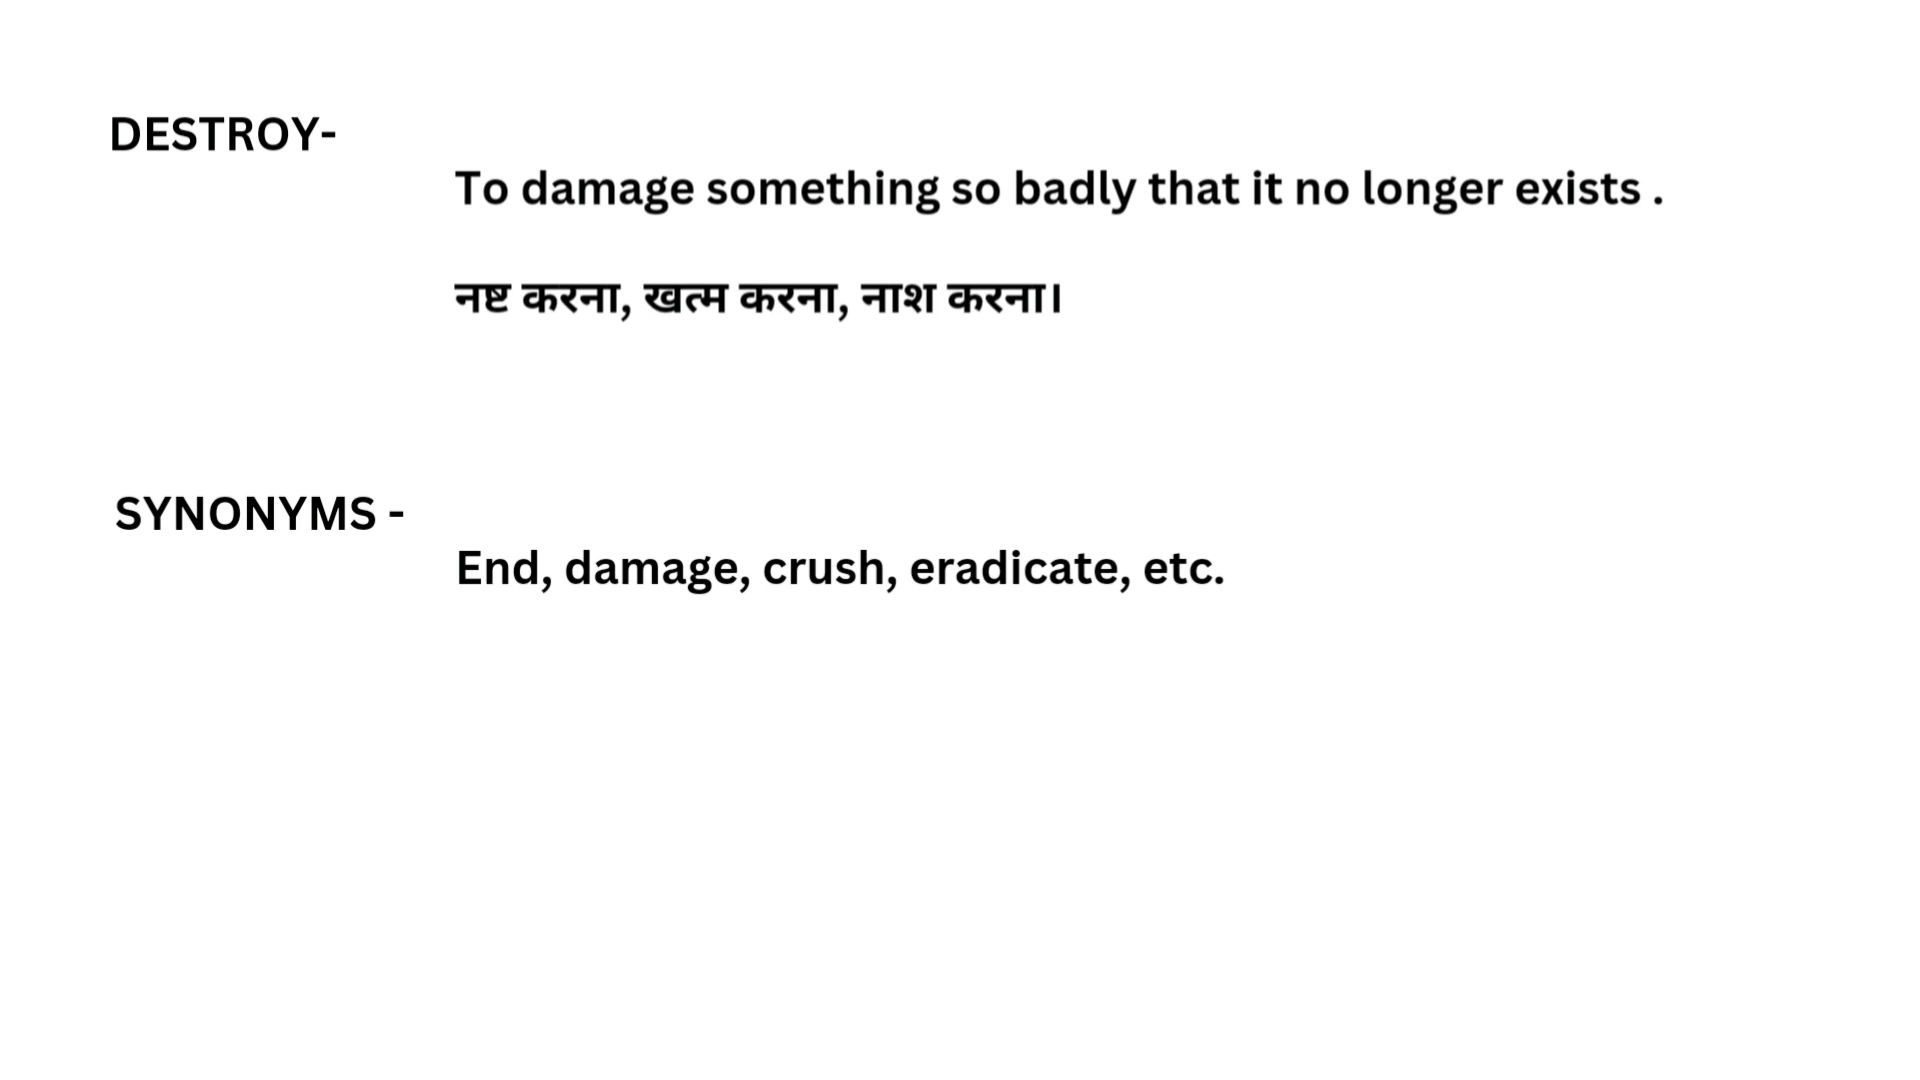 DESTROY-
To damage something so badly that it no longer exists .
नष्ट करना, खत्म करना, नाश करना।
SYNONYMS -
End, damage, crush, eradicate, etc.